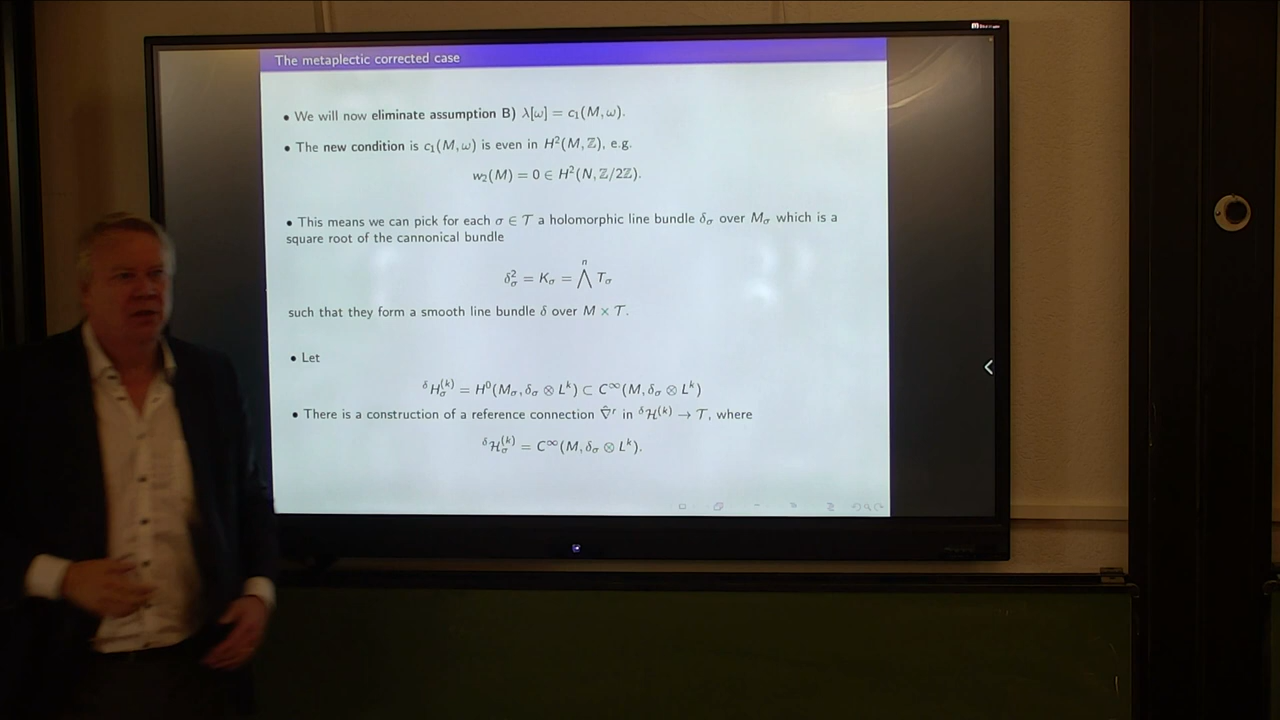 The metaplectic corrected case
• We will now eliminate assumption B) λ[ω] = c₁(M, ω).
• The new condition is c₁(M, ω) is even in H²(M, ℤ), e.g.
w₂(M) = 0 ∈ H²(N, ℤ/2ℤ).
• This means we can pick for each σ ∈ 𝒯 a holomorphic line bundle δ_σ over M_σ which is a
square root of the cannonical bundle
δ_σ² = K_σ = ⋀ⁿ T_σ
such that they form a smooth line bundle δ over M × 𝒯.
• Let
^δH_σ^(k) = H⁰(M_σ, δ_σ ⊗ L^k) ⊂ C^∞(M, δ_σ ⊗ L^k)
• There is a construction of a reference connection ∇̂^r in ^δℋ^(k) → 𝒯, where
^δℋ_σ^(k) = C^∞(M, δ_σ ⊗ L^k).